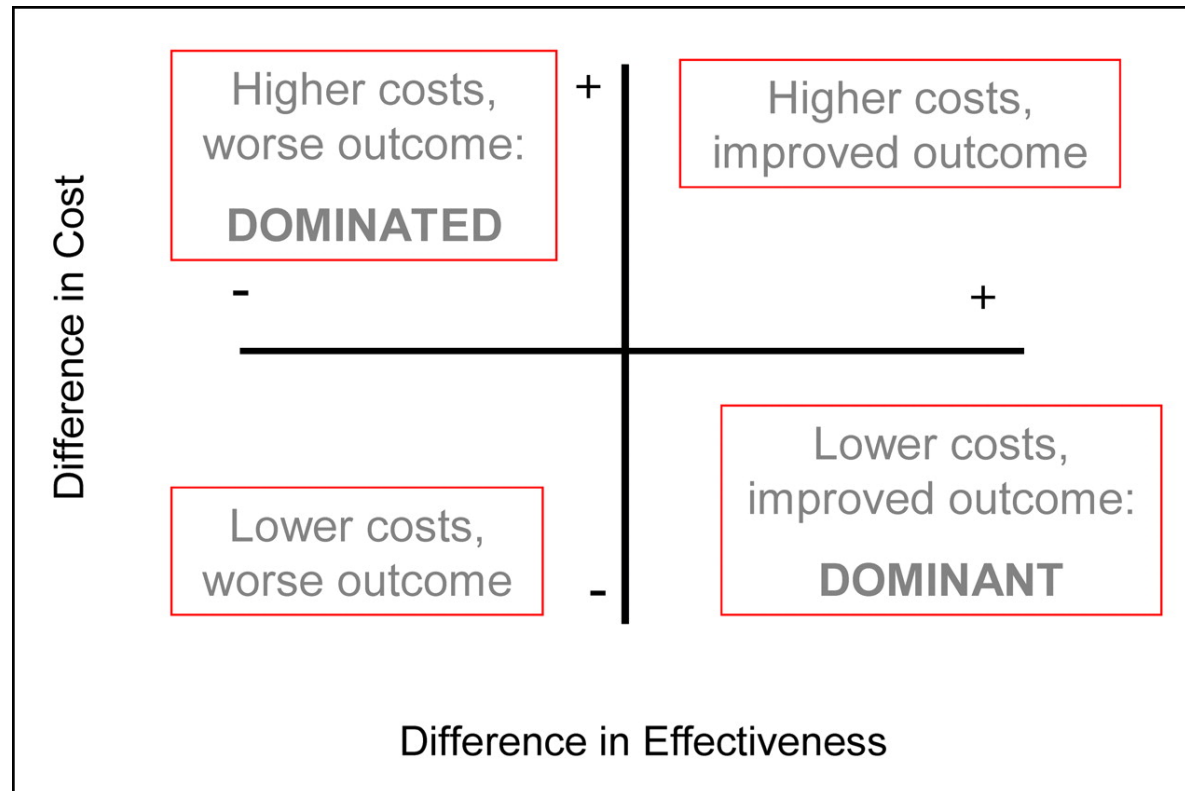 Higher costs,
worse outcome:
DOMINATED
+
Higher costs,
improved outcome
-
+
Difference in Cost
Lower costs,
worse outcome
-
Lower costs,
improved outcome:
DOMINANT
Difference in Effectiveness